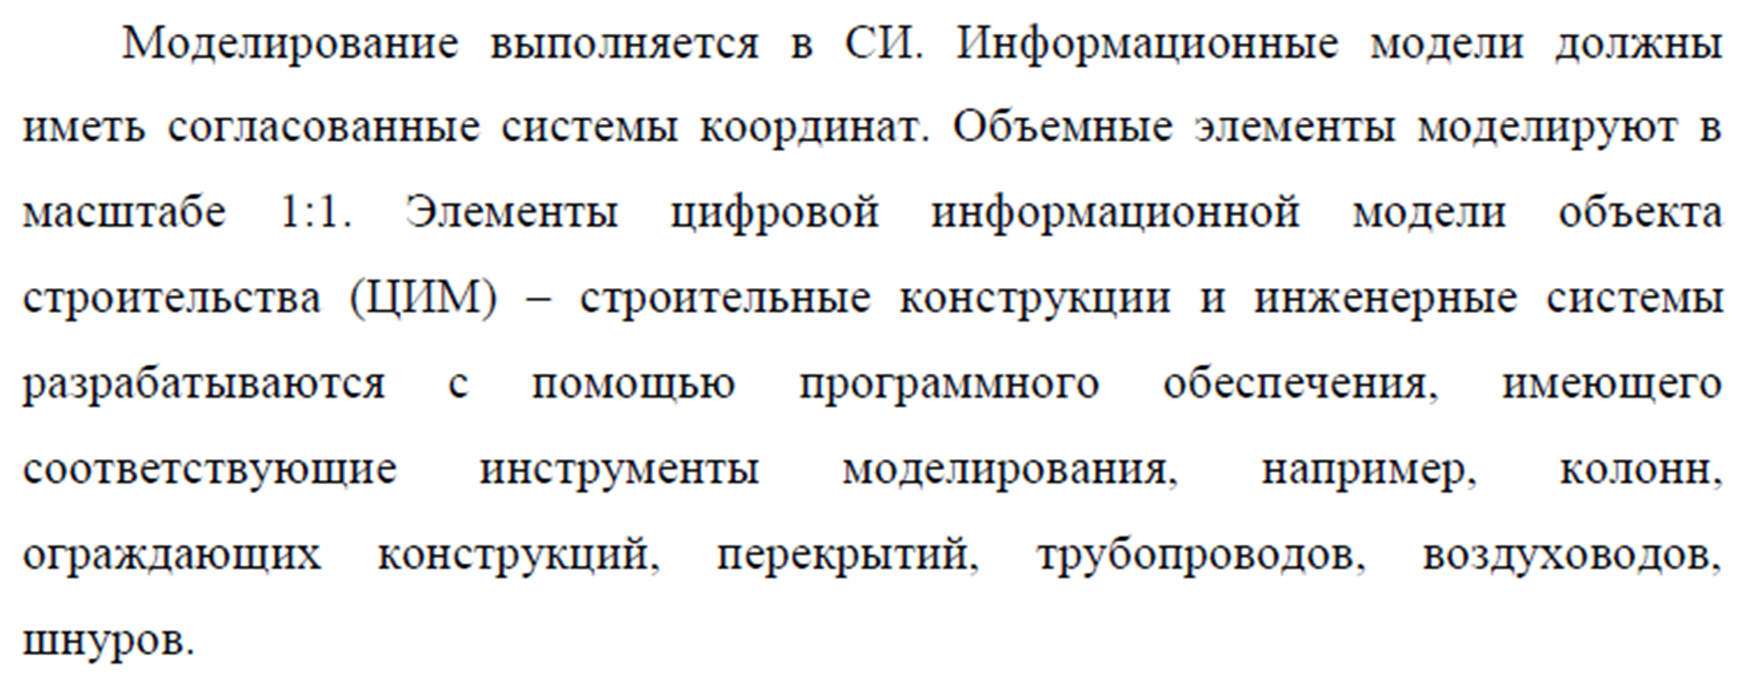 Моделирование выполняется в СИ. Информационные модели должны
иметь согласованные системы координат. Объемные элементы моделируют в
масштабе 1:1. Элементы цифровой информационной модели объекта
строительства (ЦИМ) – строительные конструкции и инженерные системы
разрабатываются с помощью программного обеспечения, имеющего
соответствующие инструменты моделирования, например, колонн,
ограждающих конструкций, перекрытий, трубопроводов, воздуховодов,
шнуров.